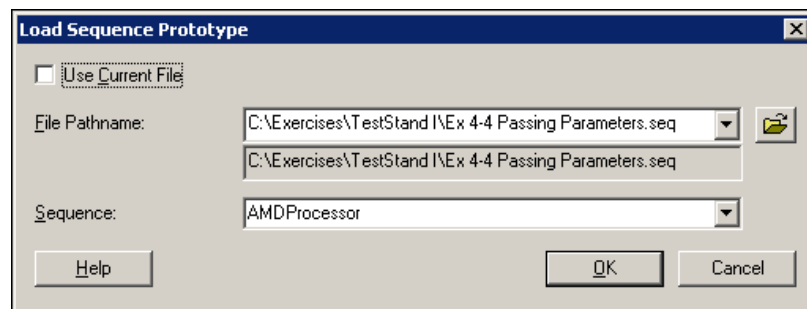 Load Sequence Prototype
Use Current File
File Pathname: C:\Exercises\TestStand I\Ex 4-4 Passing Parameters.seq
C:\Exercises\TestStand I\Ex 4-4 Passing Parameters.seq
Sequence: AMDProcessor
Help OK Cancel